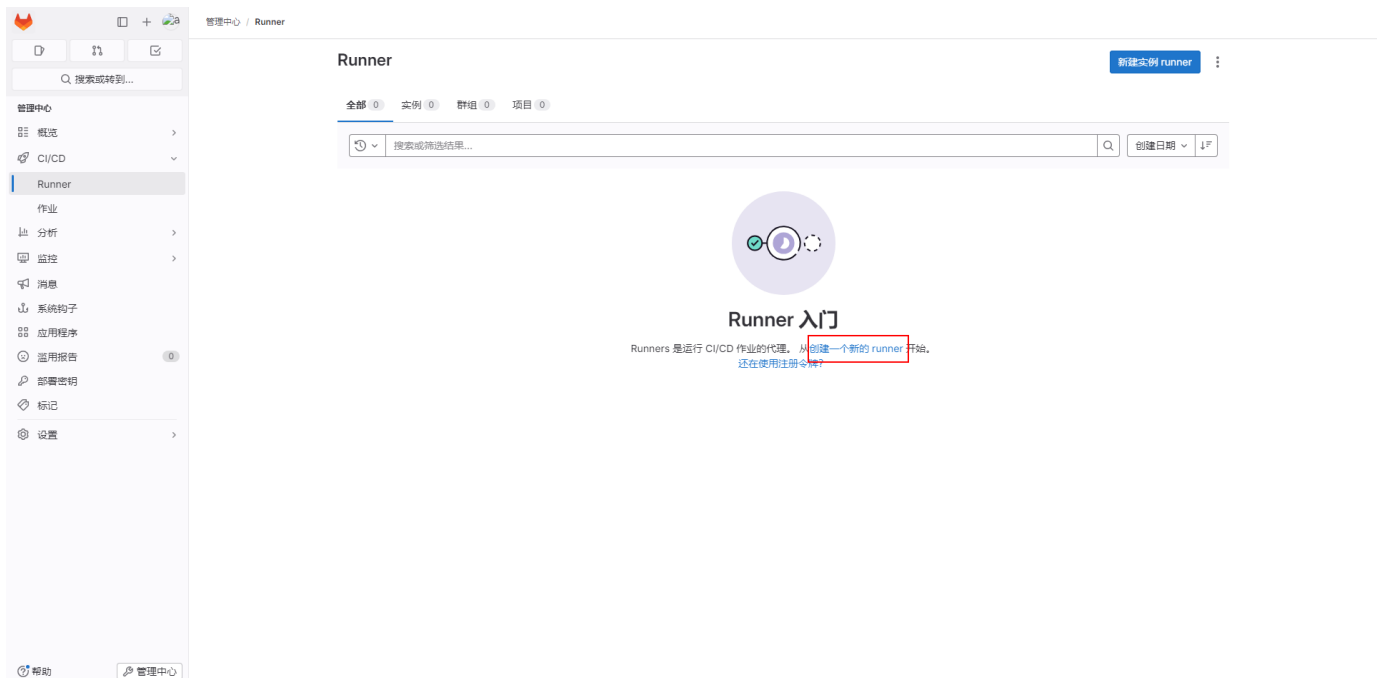 a
管理中心 / Runner
搜索或转到...
管理中心
概览
CI/CD
Runner
作业
分析
监控
消息
系统钩子
应用程序
滥用报告 0
部署密钥
标记
设置
帮助
管理中心
Runner
新建实例 runner
全部 0 实例 0 群组 0 项目 0
搜索或筛选结果...
创建日期
Runner 入门
Runners 是运行 CI/CD 作业的代理。 从创建一个新的 runner 开始。
还在使用注册令牌?